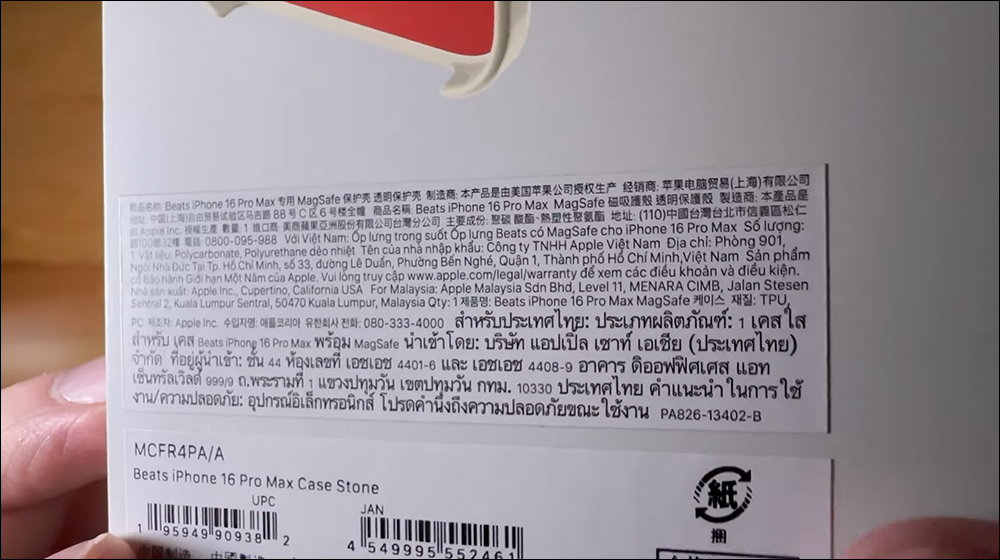 商品名称: Beats iPhone 16 Pro Max 专用 MagSafe 保护壳 透明保护壳 制造商: 本产品是由美国苹果公司授权生产 经销商: 苹果电脑贸易(上海)有限公司
地址: 中国(上海)自由贸易试验区马吉路 88 号 C 区 6 号楼全幢 商品名稱: Beats iPhone 16 Pro Max MagSafe 磁吸護殼 透明保護殼 製造商: 本產品是
由 Apple Inc. 授權生產 數量: 1 進口商: 美商蘋果亞洲股份有限公司台灣分公司 主要成份: 聚碳酸酯、熱塑性聚氨酯 地址: (110)中國台灣台北市信義區松仁
路100號32樓 電話: 0800-095-988 Với Việt Nam: Ốp lưng trong suốt Ốp lưng Beats có MagSafe cho iPhone 16 Pro Max Số lượng:
1 Vật liệu: Polycarbonate, Polyurethane dẻo nhiệt Tên của nhà nhập khẩu: Công ty TNHH Apple Việt Nam Địa chỉ: Phòng 901,
Ngôi Nhà Đức Tại Tp. Hồ Chí Minh, số 33, đường Lê Duẩn, Phường Bến Nghé, Quận 1, Thành phố Hồ Chí Minh,Việt Nam Sản phẩm
có Bảo hành Giới hạn Một Năm của Apple. Vui lòng truy cập www.apple.com/legal/warranty để xem các điều khoản và điều kiện.
Nhà sản xuất: Apple Inc., Cupertino, California USA For Malaysia: Apple Malaysia Sdn Bhd, Level 11, MENARA CIMB, Jalan Stesen
Sentral 2, Kuala Lumpur Sentral, 50470 Kuala Lumpur, Malaysia Qty: 1 제품명: Beats iPhone 16 Pro Max MagSafe 케이스 재질: TPU,
PC 제조자: Apple Inc. 수입자명: 애플코리아 유한회사 전화: 080-333-4000 สำหรับประเทศไทย: ประเภทผลิตภัณฑ์: 1 เคสใส
สำหรับ เคส Beats iPhone 16 Pro Max พร้อม MagSafe นำเข้าโดย: บริษัท แอปเปิล เซาท์ เอเชีย (ประเทศไทย)
จำกัด ที่อยู่ผู้นำเข้า: ชั้น 44 ห้องเลขที่ เอชเอช 4401-6 และ เอชเอช 4408-9 อาคาร ดิออฟฟิศเศส แอท
เซ็นทรัลเวิลด์ 999/9 ถ.พระรามที่ 1 แขวงปทุมวัน เขตปทุมวัน กทม. 10330 ประเทศไทย คำแนะนำในการใช้
งาน/ความปลอดภัย: อุปกรณ์อิเล็กทรอนิกส์ โปรดคำนึงถึงความปลอดภัยขณะใช้งาน PA826-13402-B
MCFR4PA/A
Beats iPhone 16 Pro Max Case Stone
UPC JAN
1 95949 90938 2
4 549995 552461
紙
捆
中国制造 中國製造